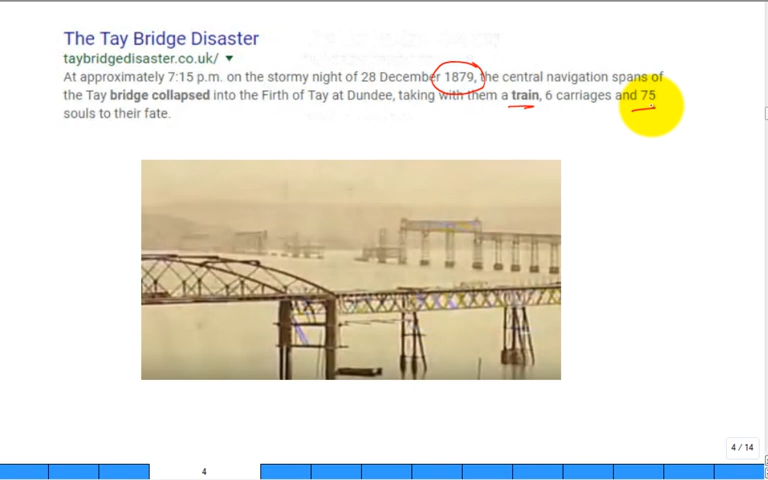 The Tay Bridge Disaster
taybridgedisaster.co.uk/ ▼
At approximately 7:15 p.m. on the stormy night of 28 December 1879, the central navigation spans of
the Tay bridge collapsed into the Firth of Tay at Dundee, taking with them a train, 6 carriages and 75
souls to their fate.
4 / 14
4